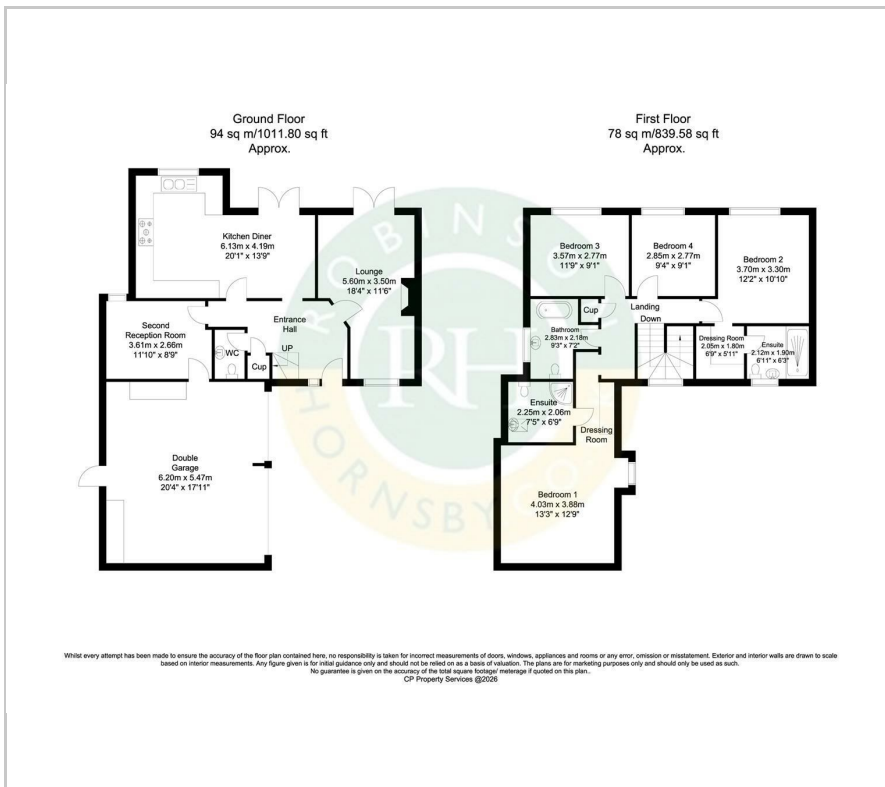 Ground Floor
94 sq m/1011.80 sq ft
Approx.
First Floor
78 sq m/839.58 sq ft
Approx.
Kitchen Diner
6.13m x 4.19m
20'1" x 13'9"
Lounge
5.60m x 3.50m
18'4" x 11'6"
Second
Reception Room
3.61m x 2.66m
11'10" x 8'9"
WC
Cup
Entrance
Hall
UP
Double
Garage
6.20m x 5.47m
20'4" x 17'11"
Bedroom 3
3.57m x 2.77m
11'9" x 9'1"
Bedroom 4
2.85m x 2.77m
9'4" x 9'1"
Bedroom 2
3.70m x 3.30m
12'2" x 10'10"
Cup
Landing
Down
Bathroom
2.83m x 2.18m
9'3" x 7'2"
Dressing Room
2.05m x 1.80m
6'9" x 5'11"
Ensuite
2.12m x 1.90m
6'11" x 6'3"
Ensuite
2.25m x 2.06m
7'5" x 6'9"
Dressing
Room
Bedroom 1
4.03m x 3.88m
13'3" x 12'9"
ROBINSON
RH
HORNSBY CO.
Whilst every attempt has been made to ensure the accuracy of the floor plan contained here, no responsibility is taken for incorrect measurements of doors, windows, appliances and rooms or any error, omission or misstatement. Exterior and interior walls are drawn to scale
based on interior measurements. Any figure given is for initial guidance only and should not be relied on as a basis of valuation. The plans are for marketing purposes only and should only be used as such.
No guarantee is given on the accuracy of the total square footage/ meterage if quoted on this plan..
CP Property Services @2026